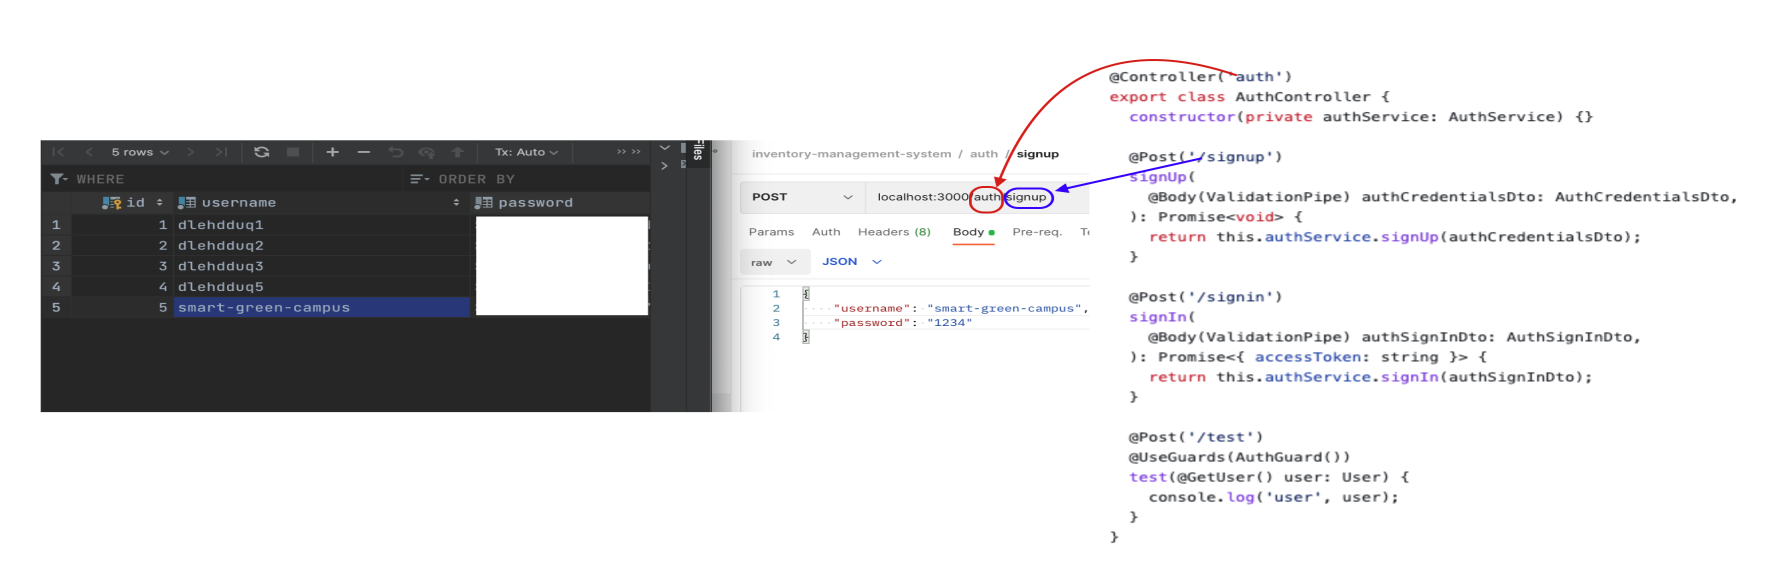 5 rows
Tx: Auto
WHERE
ORDER BY
id
username
password
1 1 dlehdduq1
2 2 dlehdduq2
3 3 dlehdduq3
4 4 dlehdduq5
5 5 smart-green-campus
Files
inventory-management-system / auth / signup
POST
localhost:3000/auth/signup
Params Auth Headers (8) Body Pre-req.
raw JSON
1 {
2 "username": "smart-green-campus",
3 "password": "1234"
4 }
@Controller('auth')
export class AuthController {
constructor(private authService: AuthService) {}
@Post('/signup')
signUp(
@Body(ValidationPipe) authCredentialsDto: AuthCredentialsDto,
): Promise<void> {
return this.authService.signUp(authCredentialsDto);
}
@Post('/signin')
signIn(
@Body(ValidationPipe) authSignInDto: AuthSignInDto,
): Promise<{ accessToken: string }> {
return this.authService.signIn(authSignInDto);
}
@Post('/test')
@UseGuards(AuthGuard())
test(@GetUser() user: User) {
console.log('user', user);
}
}